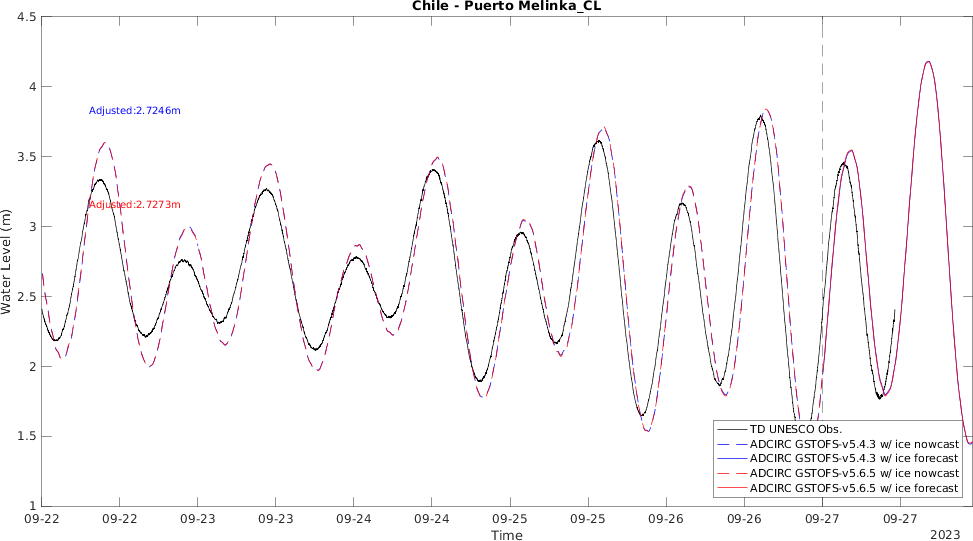 Chile - Puerto Melinka_CL
4.5
4
3.5
3
2.5
2
1.5
1
Water Level (m)
Adjusted:2.7246m
Adjusted:2.7273m
TD UNESCO Obs.
ADCIRC GSTOFS-v5.4.3 w/ ice nowcast
ADCIRC GSTOFS-v5.4.3 w/ ice forecast
ADCIRC GSTOFS-v5.6.5 w/ ice nowcast
ADCIRC GSTOFS-v5.6.5 w/ ice forecast
09-22 09-22 09-23 09-23 09-24 09-24 09-25 09-25 09-26 09-26 09-27 09-27
Time
2023